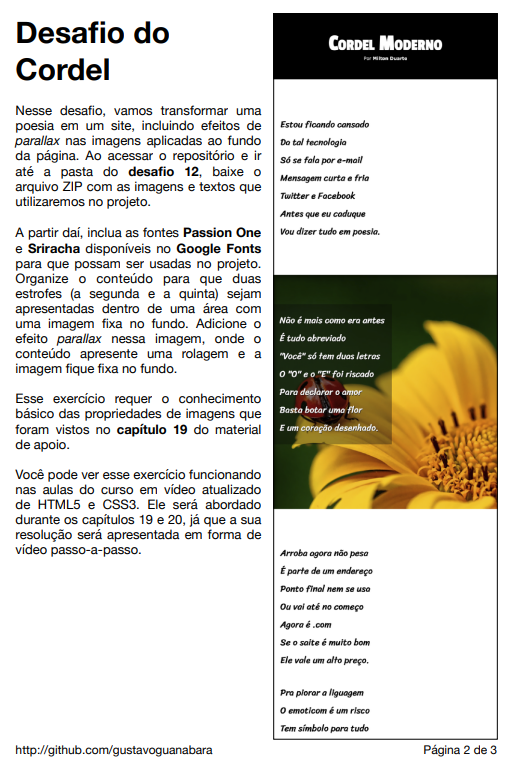 Desafio do
Cordel
Nesse desafio, vamos transformar uma
poesia em um site, incluindo efeitos de
parallax nas imagens aplicadas ao fundo
da página. Ao acessar o repositório e ir
até a pasta do desafio 12, baixe o
arquivo ZIP com as imagens e textos que
utilizaremos no projeto.
A partir daí, inclua as fontes Passion One
e Sriracha disponíveis no Google Fonts
para que possam ser usadas no projeto.
Organize o conteúdo para que duas
estrofes (a segunda e a quinta) sejam
apresentadas dentro de uma área com
uma imagem fixa no fundo. Adicione o
efeito parallax nessa imagem, onde o
conteúdo apresente uma rolagem e a
imagem fique fixa no fundo.
Esse exercício requer o conhecimento
básico das propriedades de imagens que
foram vistos no capítulo 19 do material
de apoio.
Você pode ver esse exercício funcionando
nas aulas do curso em vídeo atualizado
de HTML5 e CSS3. Ele será abordado
durante os capítulos 19 e 20, já que a sua
resolução será apresentada em forma de
vídeo passo-a-passo.
Cordel Moderno
Por Milton Duarte
Estou ficando cansado
Da tal tecnologia
Só se fala por e-mail
Mensagem curta e fria
Twitter e Facebook
Antes que eu caduque
Vou dizer tudo em poesia.
Não é mais como era antes
É tudo abreviado
"Você" só tem duas letras
O "O" e o "E" foi riscado
Para declarar o amor
Basta botar uma flor
E um coração desenhado.
Arroba agora não pesa
É parte de um endereço
Ponto final nem se usa
Ou vai até no começo
Agora é .com
Se o saite é muito bom
Ele vale um alto preço.
Pra piorar a liguagem
O emoticom é um risco
Tem símbolo para tudo
http://github.com/gustavoguanabara
Página 2 de 3